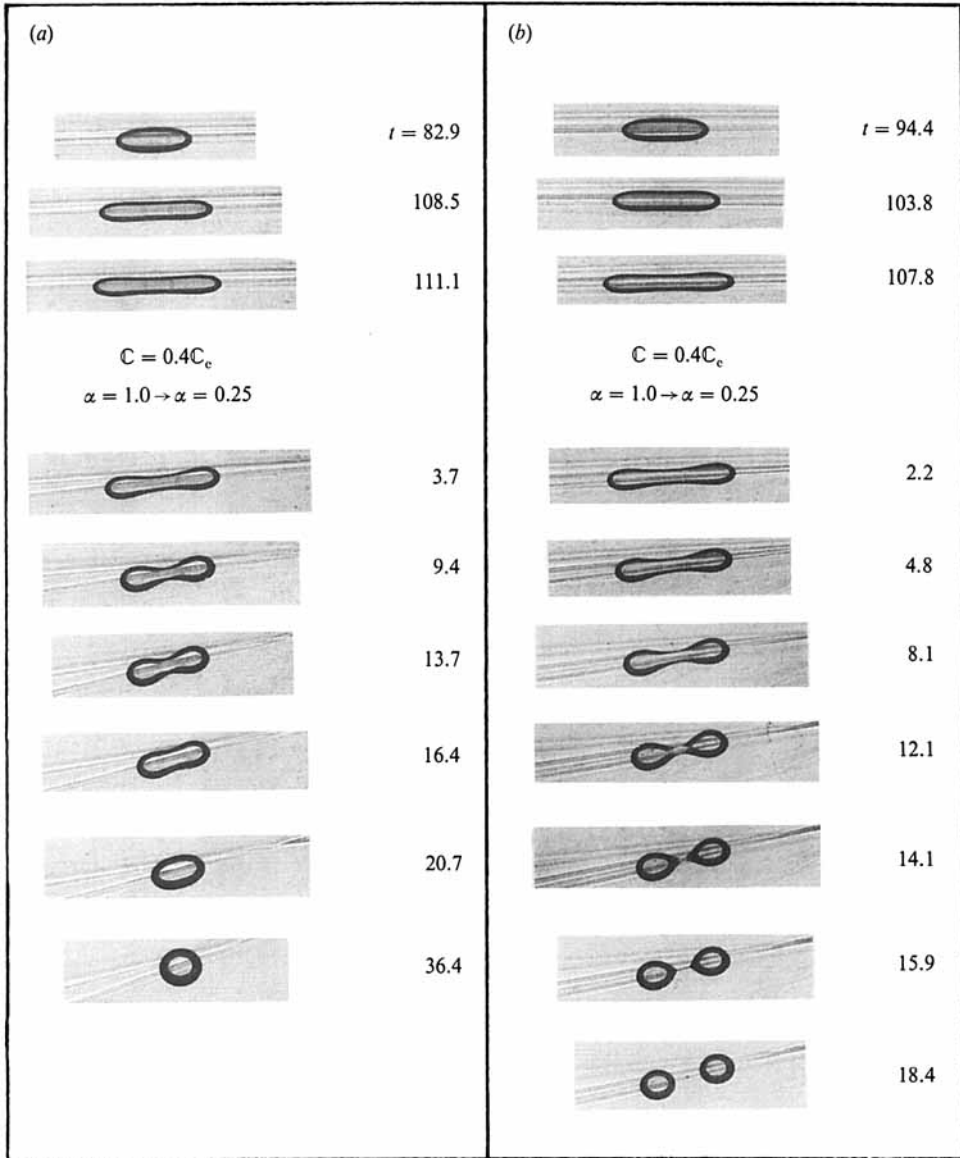 (a)
t = 82.9
108.5
111.1
ℂ = 0.4ℂ_c
α = 1.0 → α = 0.25
3.7
9.4
13.7
16.4
20.7
36.4
(b)
t = 94.4
103.8
107.8
ℂ = 0.4ℂ_c
α = 1.0 → α = 0.25
2.2
4.8
8.1
12.1
14.1
15.9
18.4